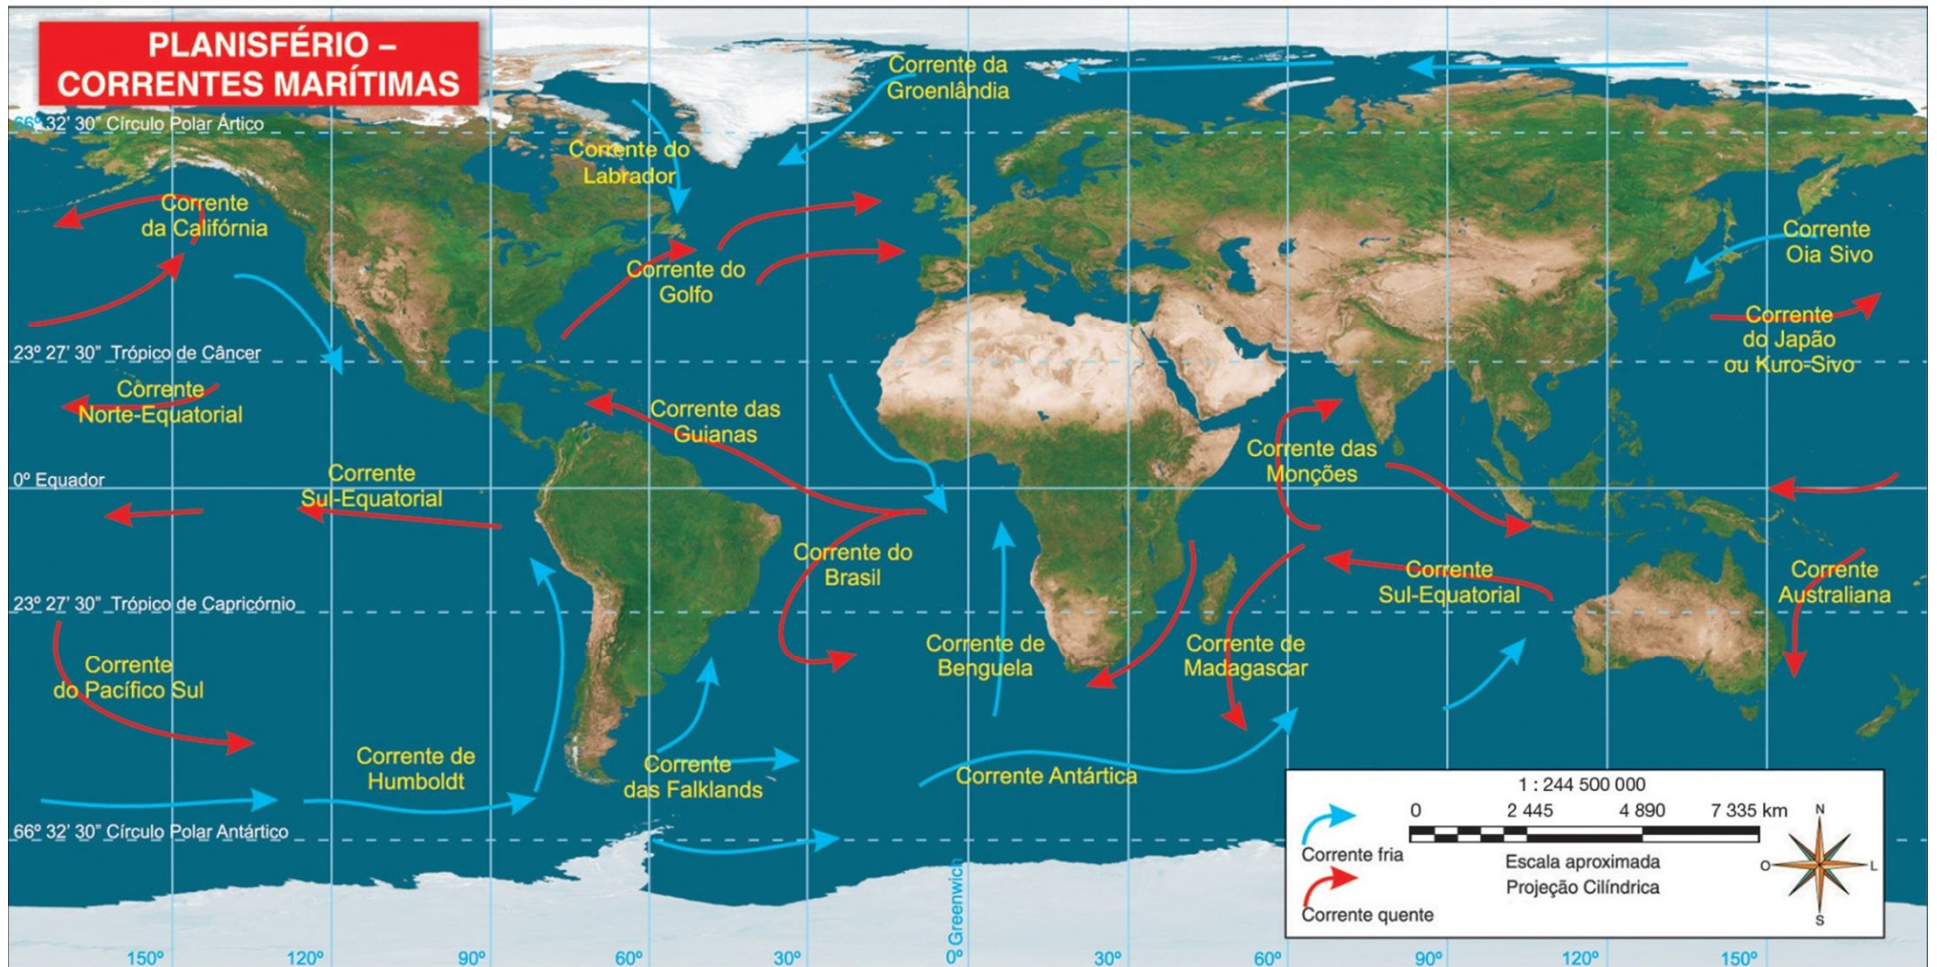 PLANISFÉRIO –
CORRENTES MARÍTIMAS
Corrente da
Groenlândia
66º 32' 30" Círculo Polar Ártico
Corrente do
Labrador
Corrente
da Califórnia
Corrente
Oia Sivo
Corrente do
Golfo
Corrente
do Japão
ou Kuro-Sivo
23º 27' 30" Trópico de Câncer
Corrente
Norte-Equatorial
Corrente das
Guianas
Corrente das
Monções
0º Equador
Corrente
Sul-Equatorial
Corrente do
Brasil
Corrente
Sul-Equatorial
Corrente
Australiana
23º 27' 30" Trópico de Capricórnio
Corrente
do Pacífico Sul
Corrente de
Benguela
Corrente de
Madagascar
Corrente de
Humboldt
Corrente
das Falklands
Corrente Antártica
66º 32' 30" Círculo Polar Antártico
1 : 244 500 000
0 2 445 4 890 7 335 km
Escala aproximada
Projeção Cilíndrica
Corrente fria
Corrente quente
N
O L
S
150º 120º 90º 60º 30º 0º Greenwich 30º 60º 90º 120º 150º